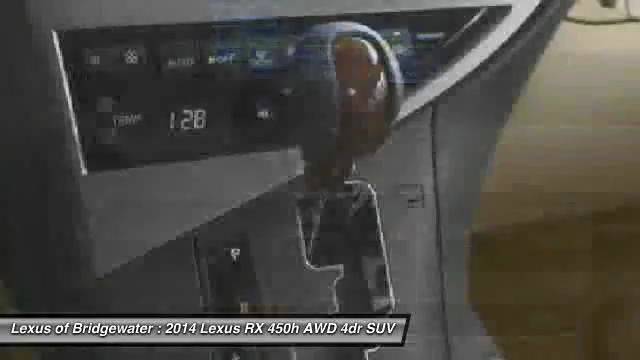 AUTO
OFF
TEMP
1:28
P
R
Lexus of Bridgewater : 2014 Lexus RX 450h AWD 4dr SUV